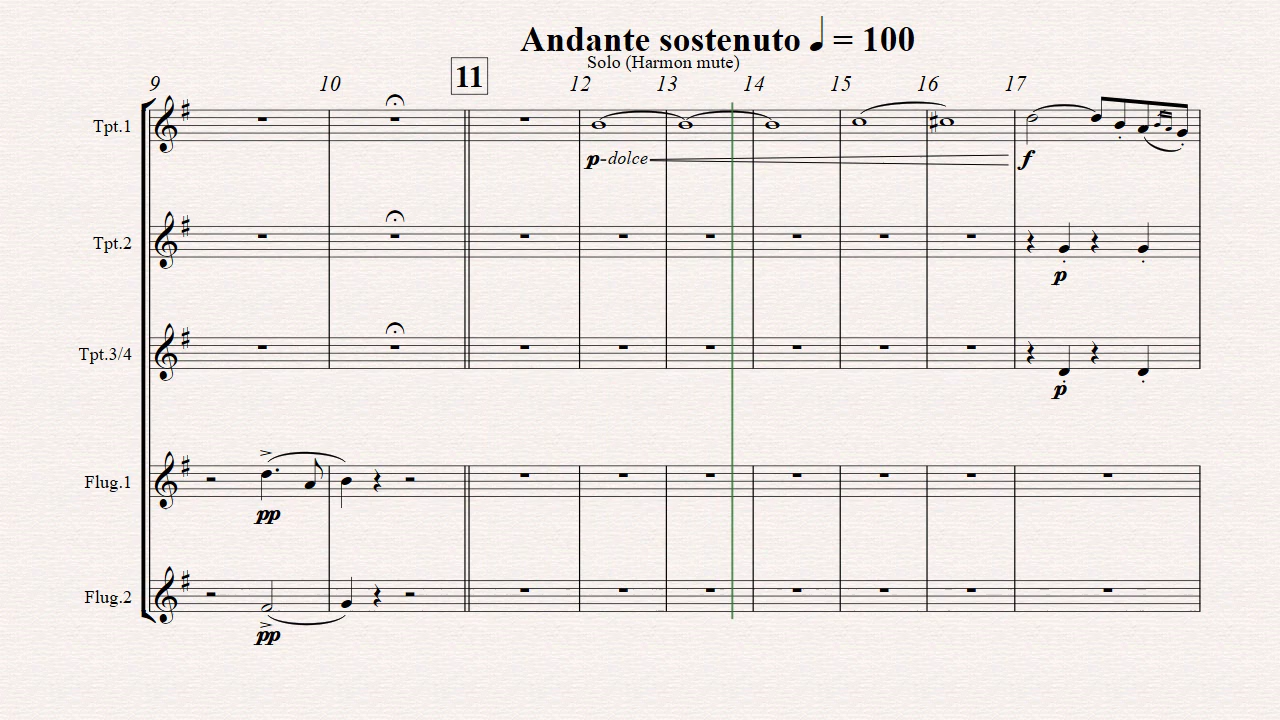 Andante sostenuto ♩ = 100
Solo (Harmon mute)
9 10 11 12 13 14 15 16 17
Tpt.1
p-dolce f
Tpt.2
p
Tpt.3/4
p
Flug.1
pp
Flug.2
pp